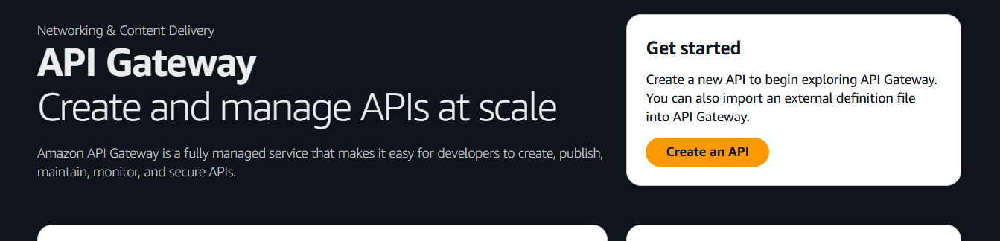 Networking & Content Delivery
API Gateway
Create and manage APIs at scale
Amazon API Gateway is a fully managed service that makes it easy for developers to create, publish,
maintain, monitor, and secure APIs.
Get started
Create a new API to begin exploring API Gateway.
You can also import an external definition file
into API Gateway.
Create an API